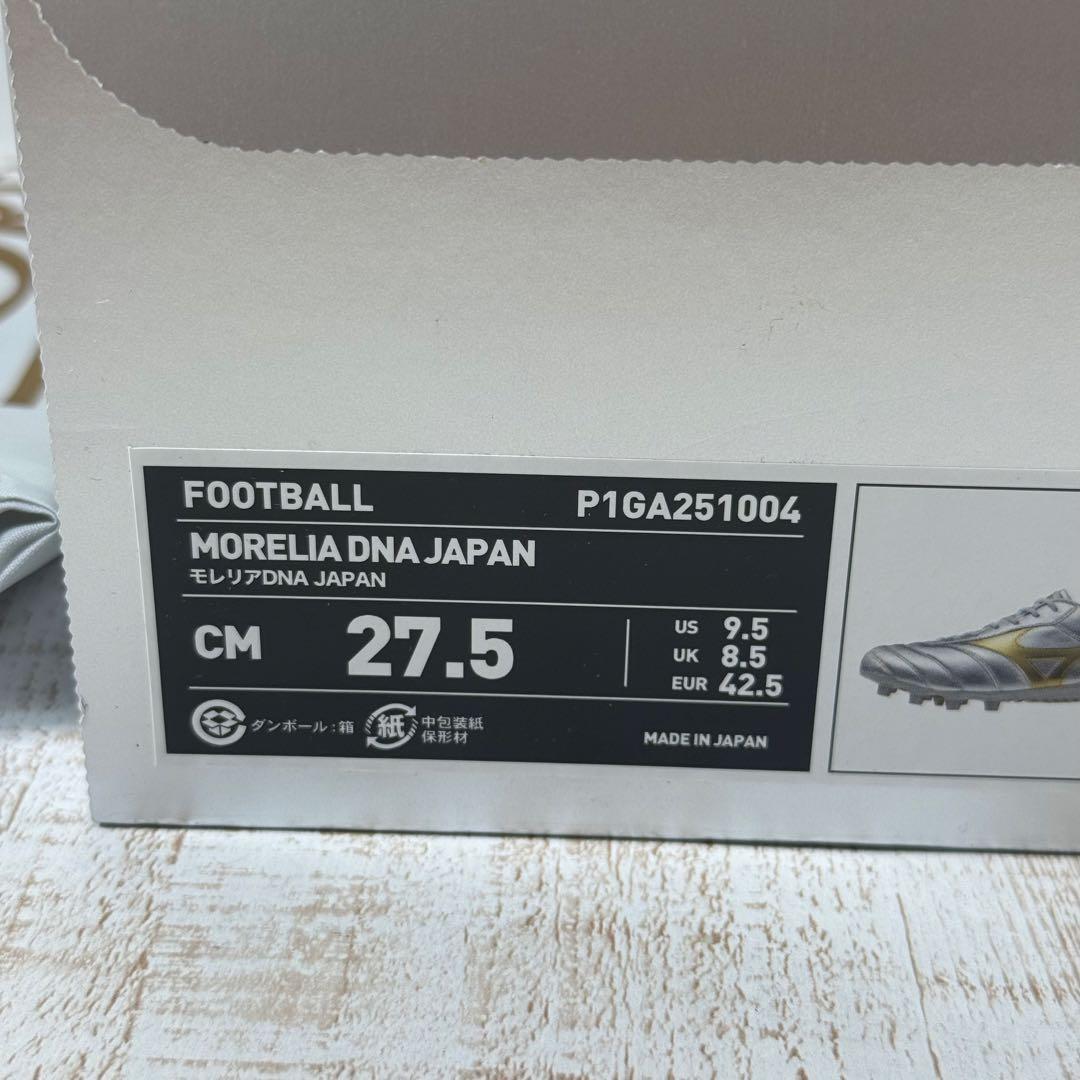 FOOTBALL P1GA251004
MORELIA DNA JAPAN
モレリアDNA JAPAN
CM 27.5
US 9.5
UK 8.5
EUR 42.5
ダンボール:箱
紙
中包装紙
保形材
MADE IN JAPAN